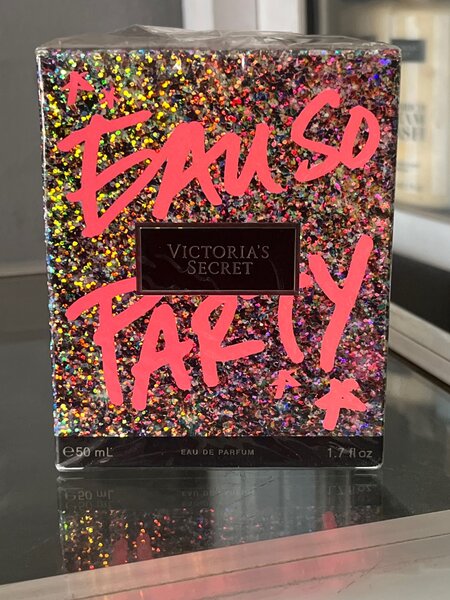 EAU SO
VICTORIA'S
SECRET
PARTY
℮50 mL
EAU DE PARFUM
1.7 fl oz